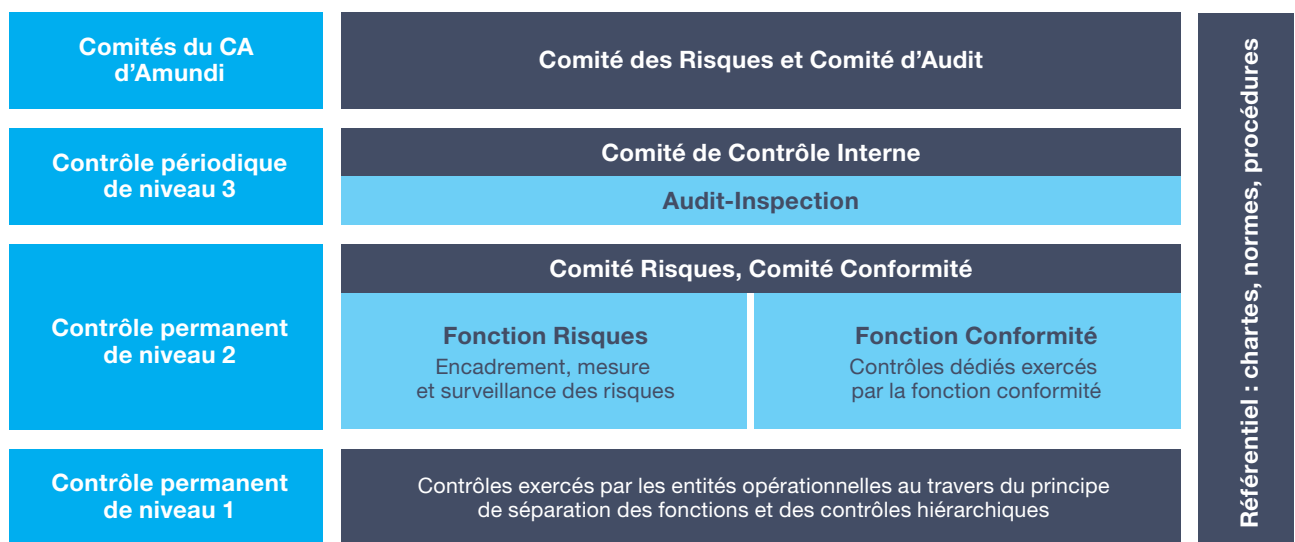 Comités du CA
d’Amundi
Comité des Risques et Comité d’Audit
Contrôle périodique
de niveau 3
Comité de Contrôle Interne
Audit-Inspection
Contrôle permanent
de niveau 2
Comité Risques, Comité Conformité
Fonction Risques
Encadrement, mesure
et surveillance des risques
Fonction Conformité
Contrôles dédiés exercés
par la fonction conformité
Contrôle permanent
de niveau 1
Contrôles exercés par les entités opérationnelles au travers du principe
de séparation des fonctions et des contrôles hiérarchiques
Référentiel : chartes, normes, procédures